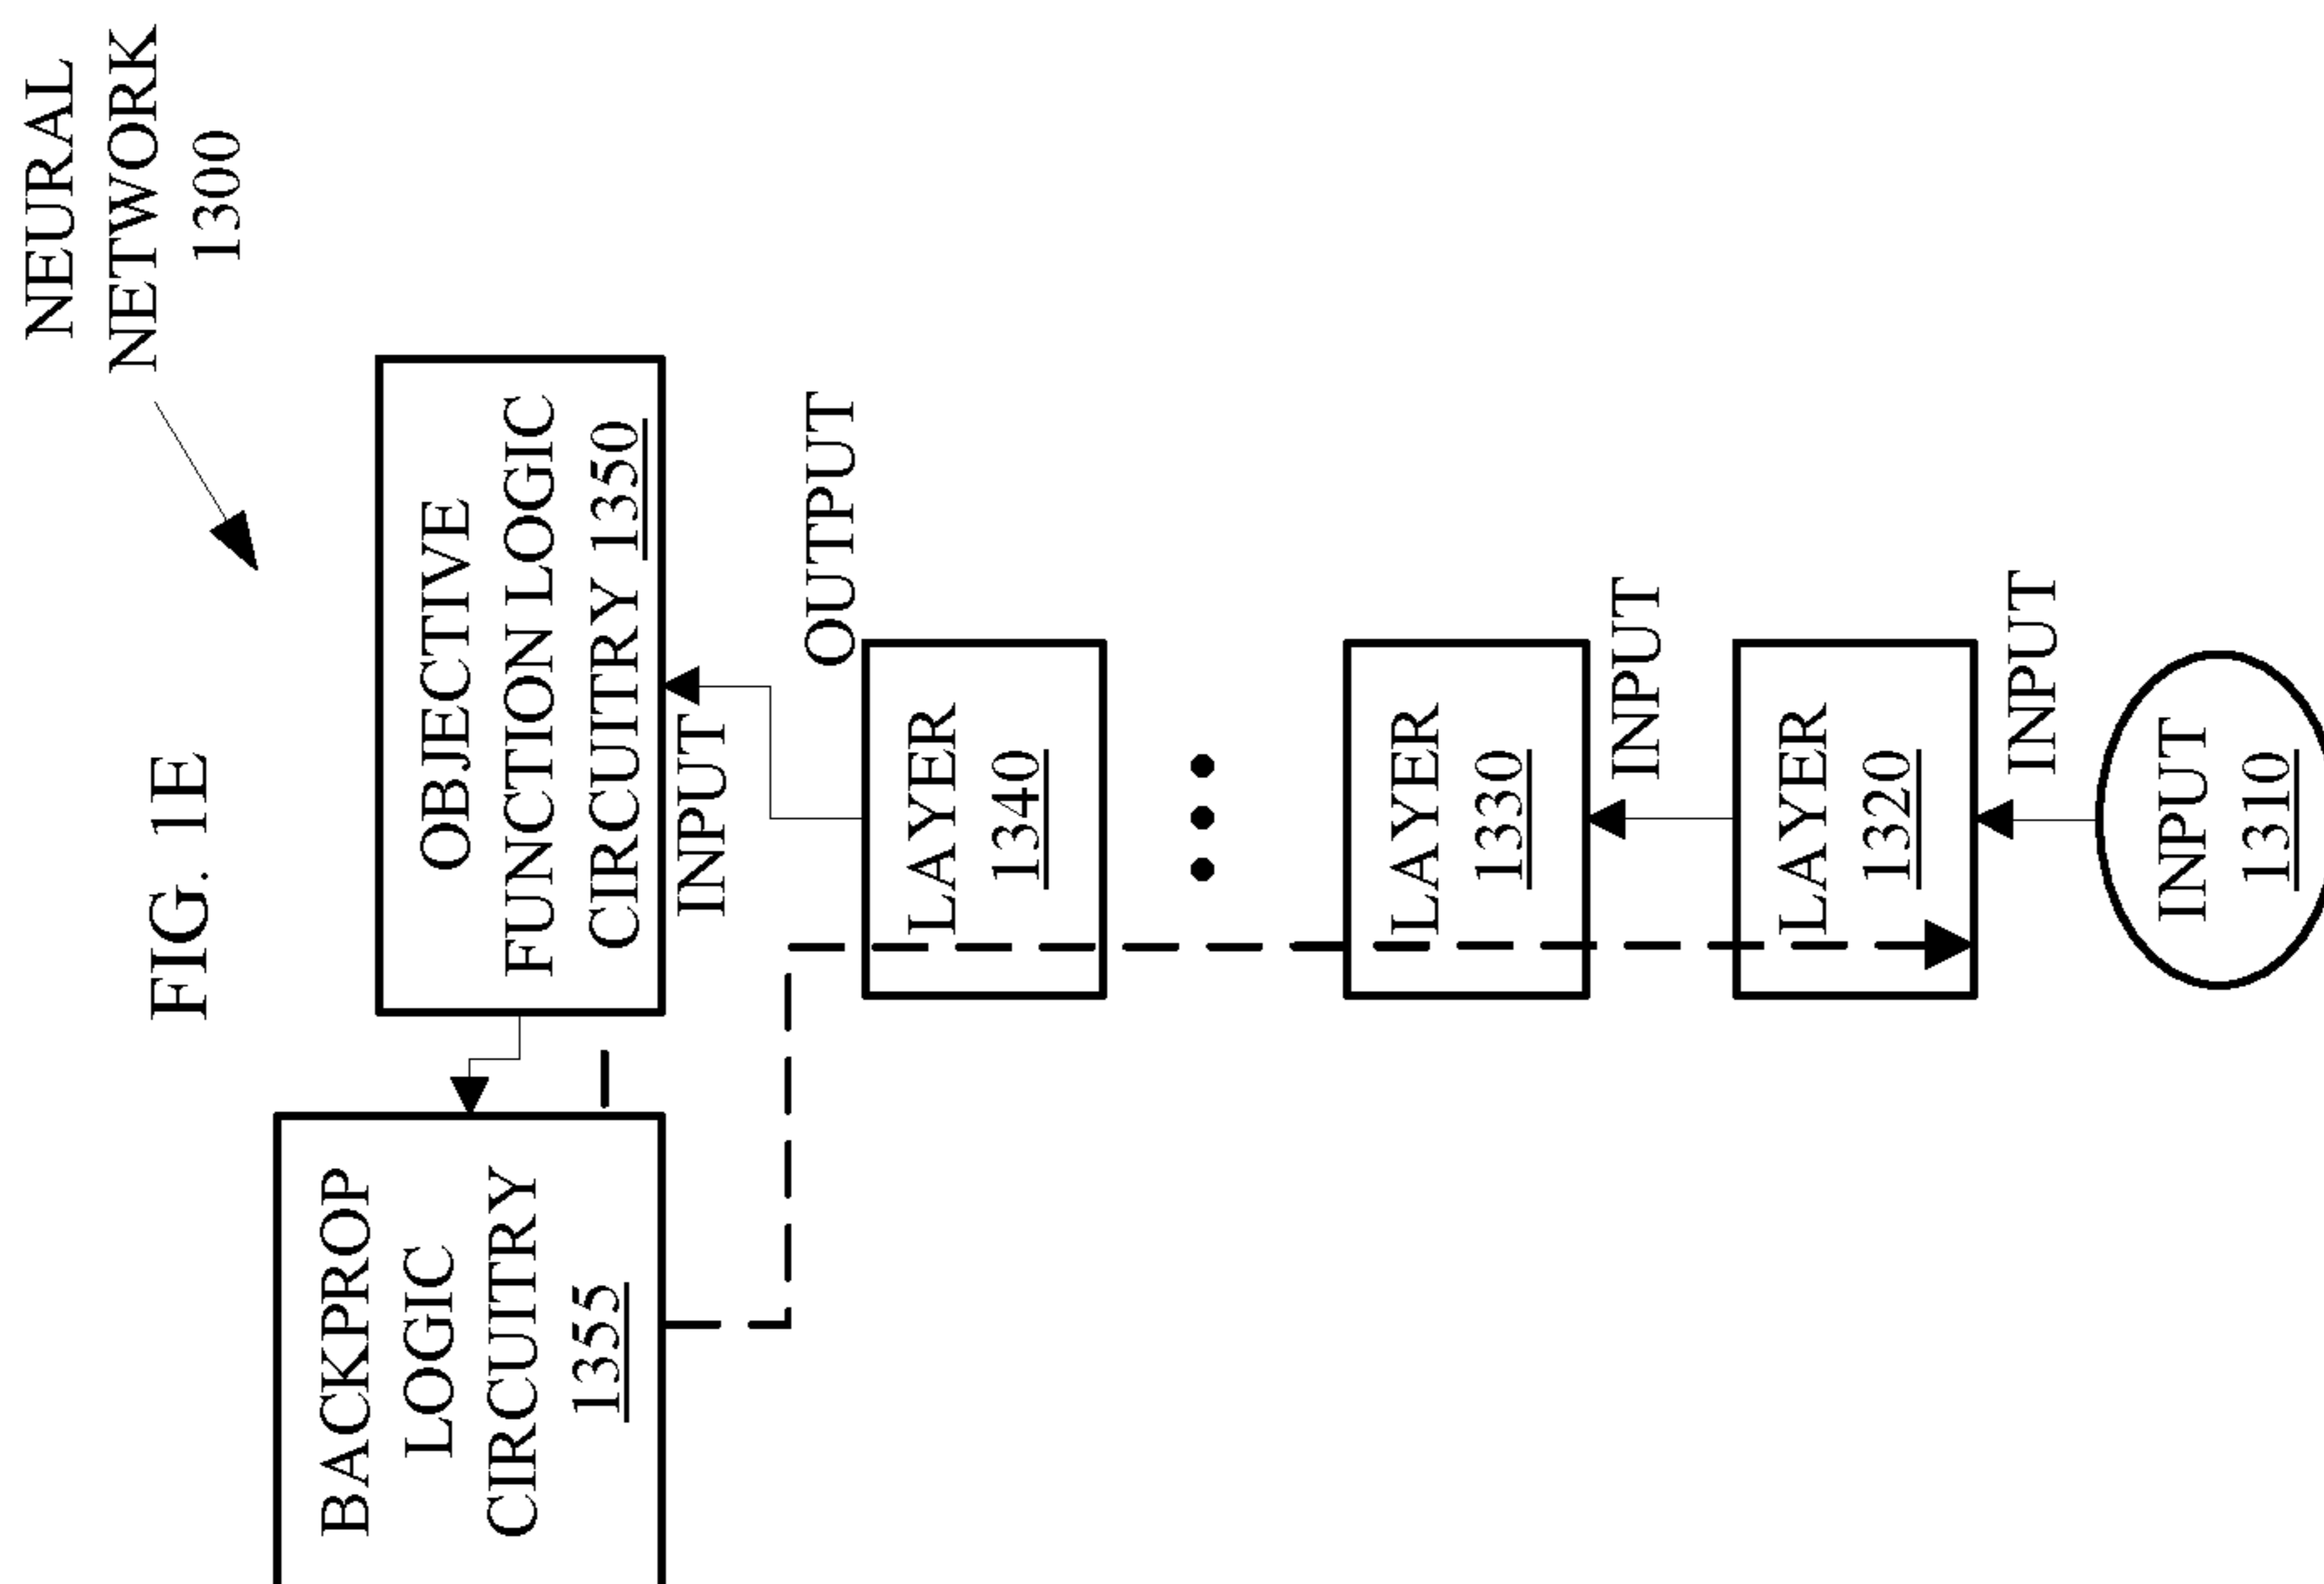 NEURAL
NETWORK
1300
FIG. 1E
OBJECTIVE
FUNCTION LOGIC
CIRCUITRY 1350
BACKPROP
LOGIC
CIRCUITRY
1355
INPUT
OUTPUT
LAYER
1340
LAYER
1330
INPUT
LAYER
1320
INPUT
INPUT
1310